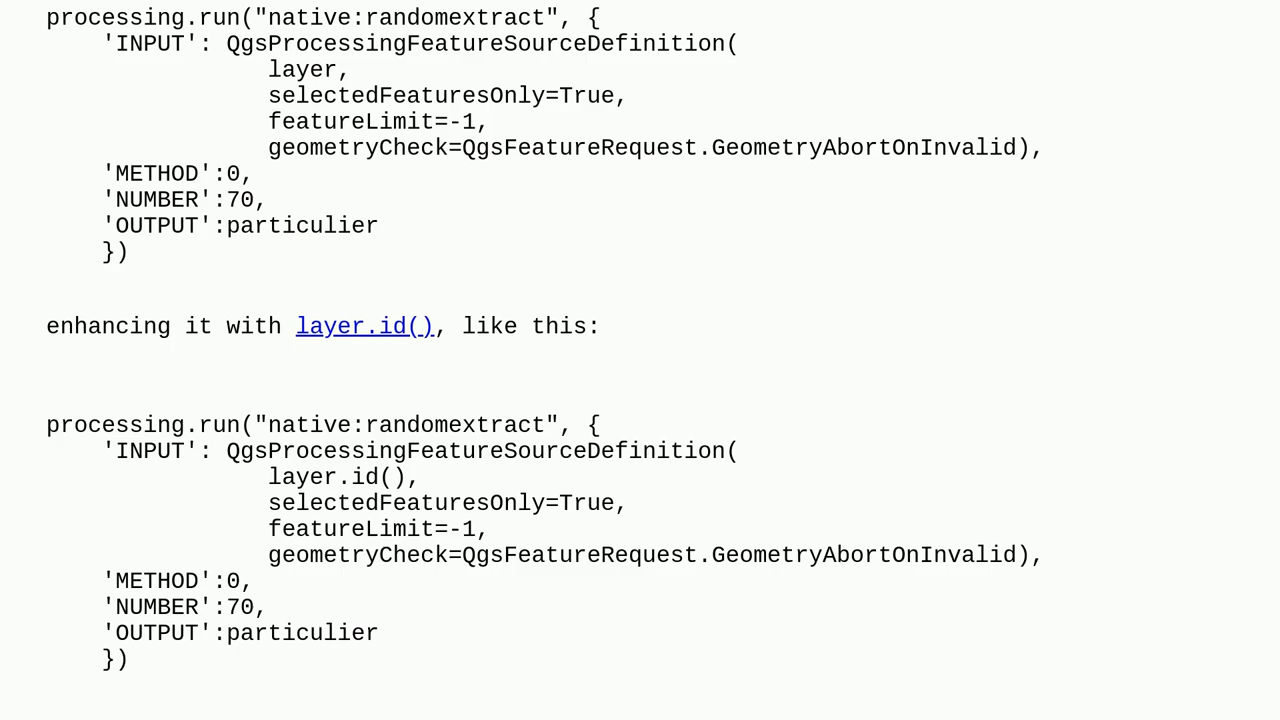 processing.run("native:randomextract", {
    'INPUT': QgsProcessingFeatureSourceDefinition(
                layer,
                selectedFeaturesOnly=True,
                featureLimit=-1,
                geometryCheck=QgsFeatureRequest.GeometryAbortOnInvalid),
    'METHOD':0,
    'NUMBER':70,
    'OUTPUT':particulier
    })
enhancing it with layer.id(), like this:
processing.run("native:randomextract", {
    'INPUT': QgsProcessingFeatureSourceDefinition(
                layer.id(),
                selectedFeaturesOnly=True,
                featureLimit=-1,
                geometryCheck=QgsFeatureRequest.GeometryAbortOnInvalid),
    'METHOD':0,
    'NUMBER':70,
    'OUTPUT':particulier
    })